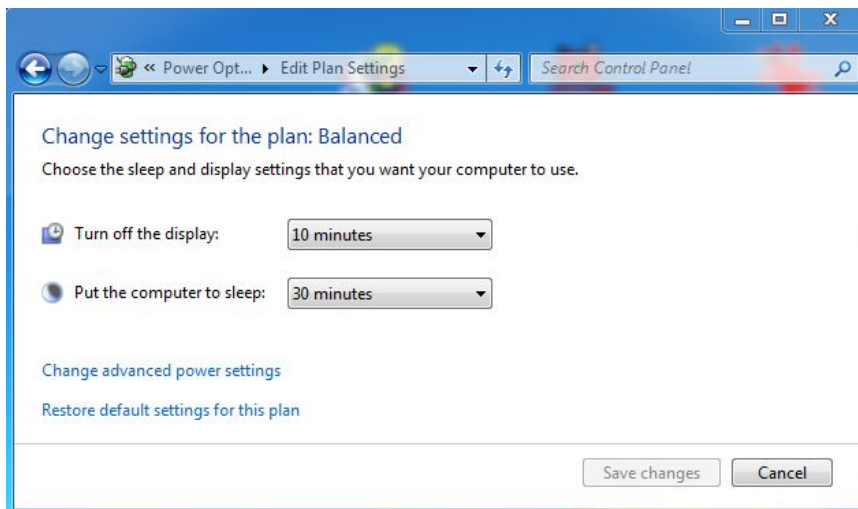 « Power Opt... ▸ Edit Plan Settings Search Control Panel
Change settings for the plan: Balanced
Choose the sleep and display settings that you want your computer to use.
Turn off the display: 10 minutes
Put the computer to sleep: 30 minutes
Change advanced power settings
Restore default settings for this plan
Save changes Cancel